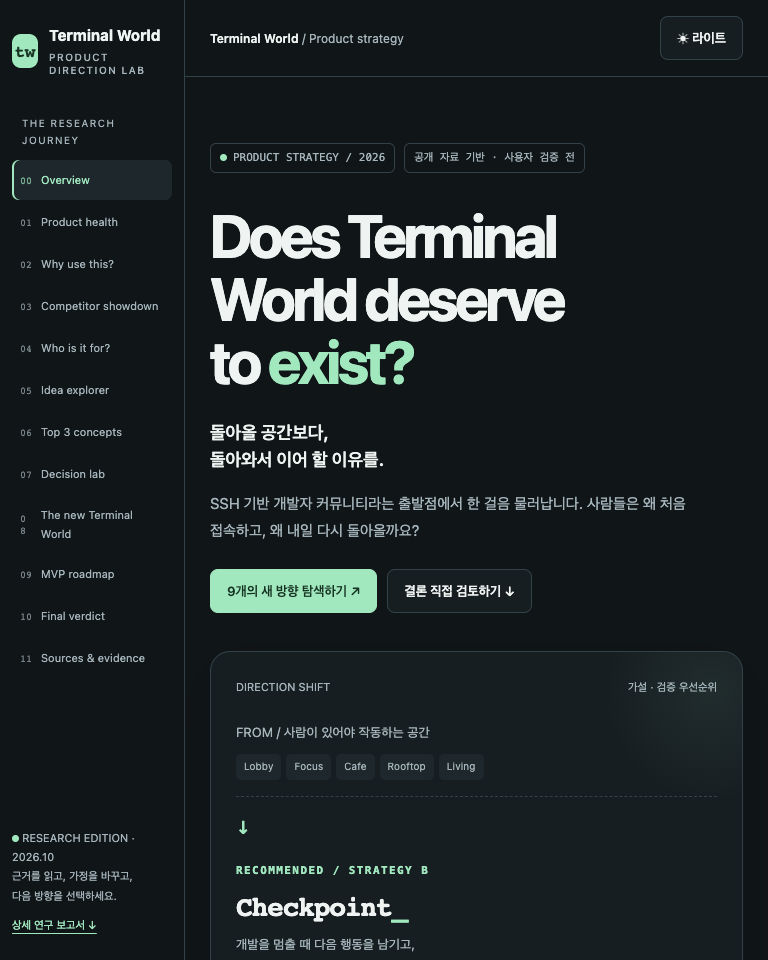 tw
Terminal World
PRODUCT
DIRECTION LAB
THE RESEARCH
JOURNEY
00 Overview
01 Product health
02 Why use this?
03 Competitor showdown
04 Who is it for?
05 Idea explorer
06 Top 3 concepts
07 Decision lab
08 The new Terminal
World
09 MVP roadmap
10 Final verdict
11 Sources & evidence
RESEARCH EDITION ·
2026.10
근거를 읽고, 가정을 바꾸고,
다음 방향을 선택하세요.
상세 연구 보고서 ↓
Terminal World / Product strategy
☀ 라이트
PRODUCT STRATEGY / 2026
공개 자료 기반 · 사용자 검증 전
Does Terminal
World deserve
to exist?
돌아올 공간보다,
돌아와서 이어 할 이유를.
SSH 기반 개발자 커뮤니티라는 출발점에서 한 걸음 물러납니다. 사람들은 왜 처음
접속하고, 왜 내일 다시 돌아올까요?
9개의 새 방향 탐색하기 ↗
결론 직접 검토하기 ↓
DIRECTION SHIFT
가설 · 검증 우선순위
FROM / 사람이 있어야 작동하는 공간
Lobby Focus Cafe Rooftop Living
↓
RECOMMENDED / STRATEGY B
Checkpoint_
개발을 멈출 때 다음 행동을 남기고,